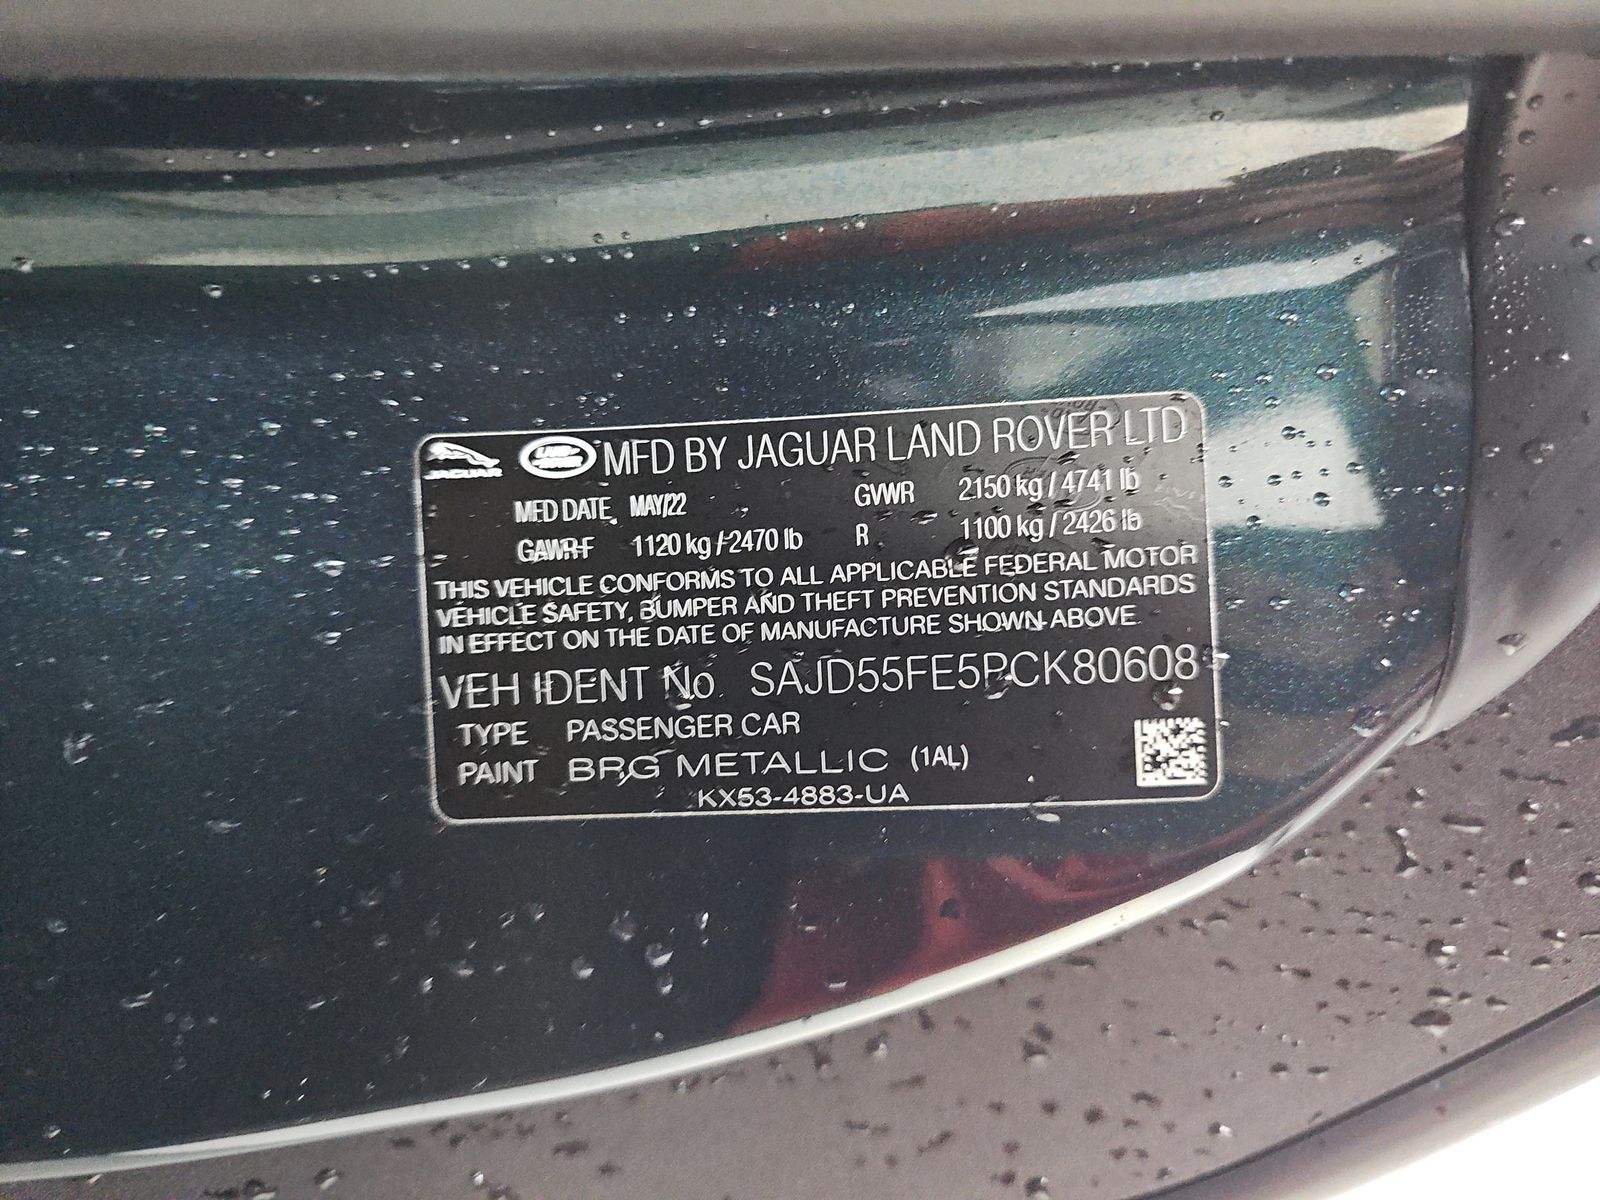 JAGUAR LAND ROVER MFD BY JAGUAR LAND ROVER LTD
MFD DATE MAY/22 GVWR 2150 kg / 4741 lb
GAWR-F 1120 kg / 2470 lb R 1100 kg / 2426 lb
THIS VEHICLE CONFORMS TO ALL APPLICABLE FEDERAL MOTOR
VEHICLE SAFETY, BUMPER AND THEFT PREVENTION STANDARDS
IN EFFECT ON THE DATE OF MANUFACTURE SHOWN ABOVE.
VEH IDENT No. SAJD55FE5PCK80608
TYPE PASSENGER CAR
PAINT BRG METALLIC (1AL)
KX53-4883-UA